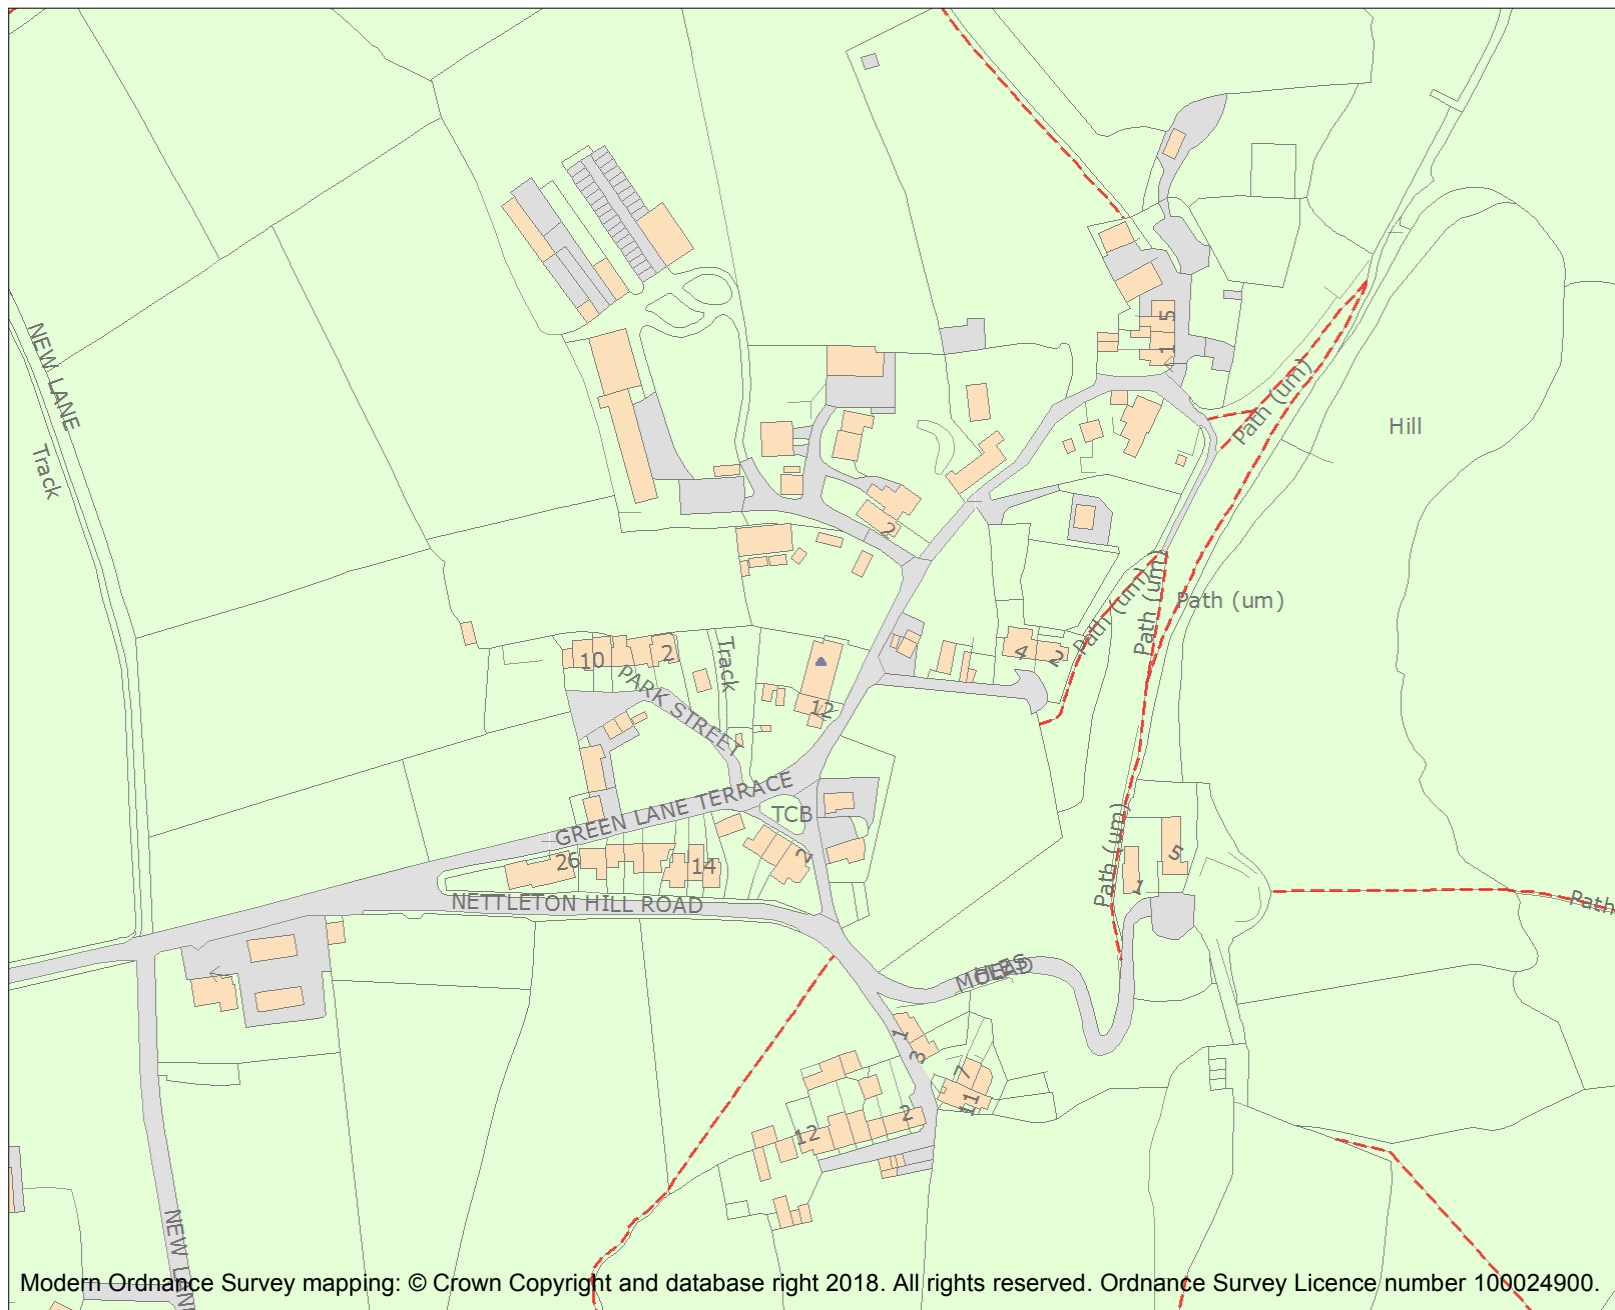 NEW LANE
Track
Hill
5
1
Path (um)
2
Path (um)
Path (um)
Path (um)
10
2
Track
PARK STREET
4
2
12
GREEN LANE TERRACE
TCB
26
14
2
NETTLETON HILL ROAD
Path (um)
5
1
Path
1
3
7
11
2
12
NEW LAN
Modern Ordnance Survey mapping: © Crown Copyright and database right 2018. All rights reserved. Ordnance Survey Licence number 100024900.